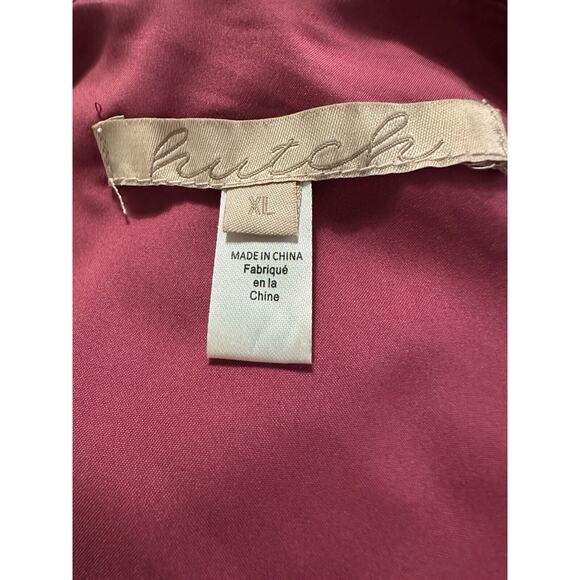 hutch
XL
MADE IN CHINA
Fabriqué
en la
Chine